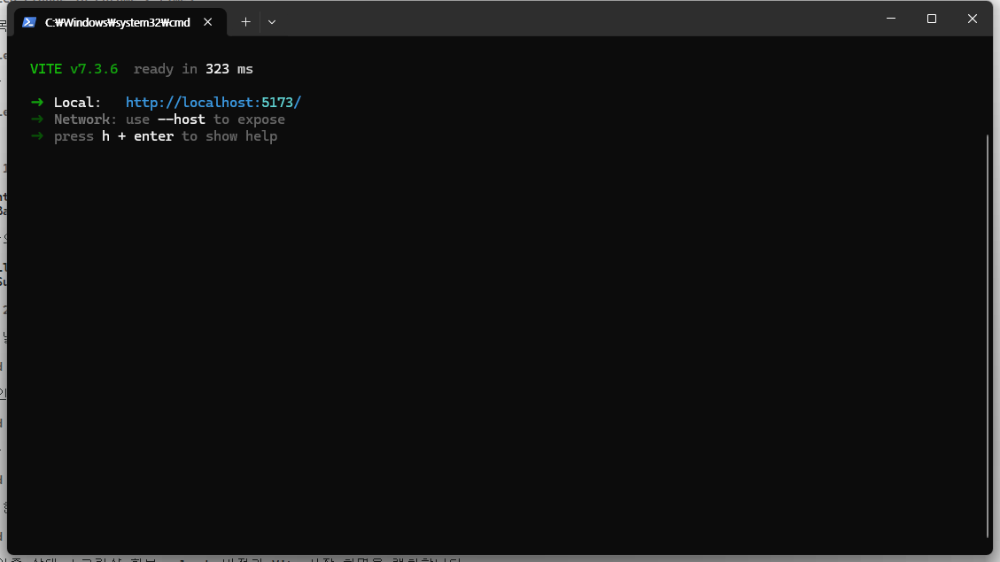 C:₩Windows₩system32₩cmd
VITE v7.3.6 ready in 323 ms
➜ Local: http://localhost:5173/
➜ Network: use --host to expose
➜ press h + enter to show help